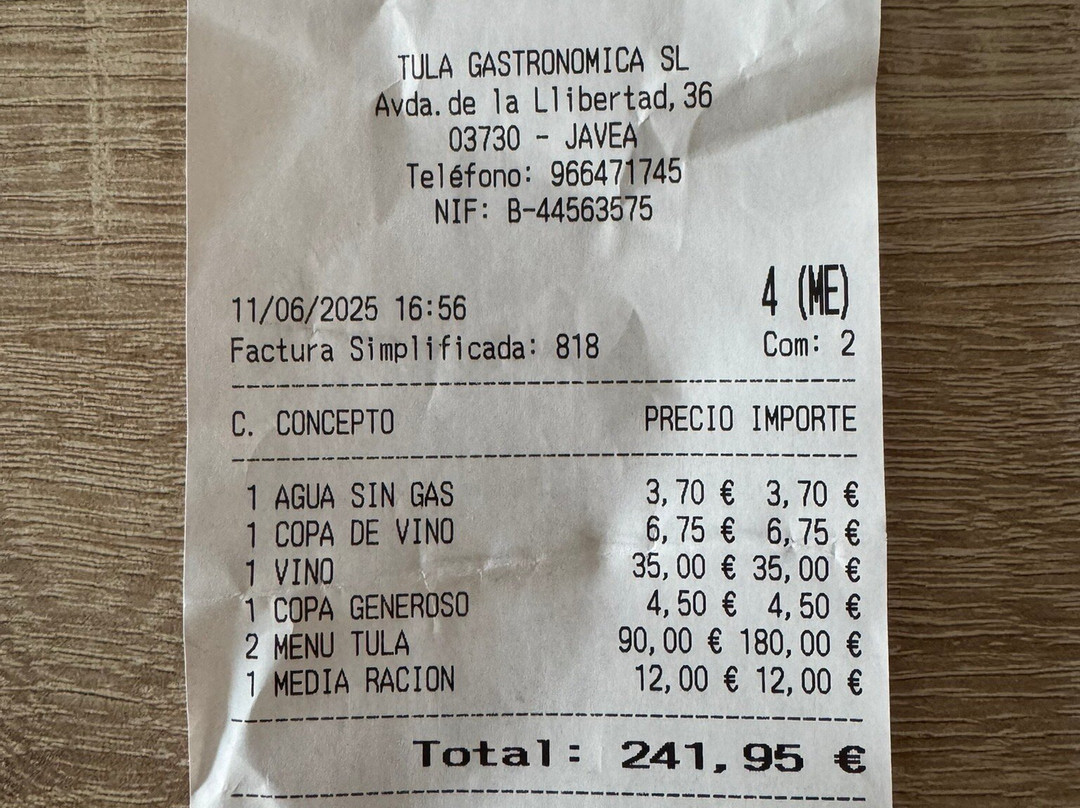 TULA GASTRONOMICA SL
Avda. de la Llibertad, 36
03730 - JAVEA
Teléfono: 966471745
NIF: B-44563575
4 (ME)
11/06/2025 16:56
Factura Simplificada: 818 Com: 2
C. CONCEPTO PRECIO IMPORTE
1 AGUA SIN GAS 3,70 € 3,70 €
1 COPA DE VINO 6,75 € 6,75 €
1 VINO 35,00 € 35,00 €
1 COPA GENEROSO 4,50 € 4,50 €
2 MENU TULA 90,00 € 180,00 €
1 MEDIA RACION 12,00 € 12,00 €
Total: 241,95 €